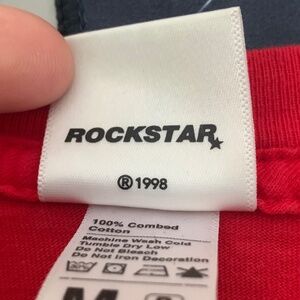 ROCKSTAR
®1998
100% Combed
Cotton
Machine Wash Cold
Tumble Dry Low
Do Not Bleach
Do Not Iron Decoration
M